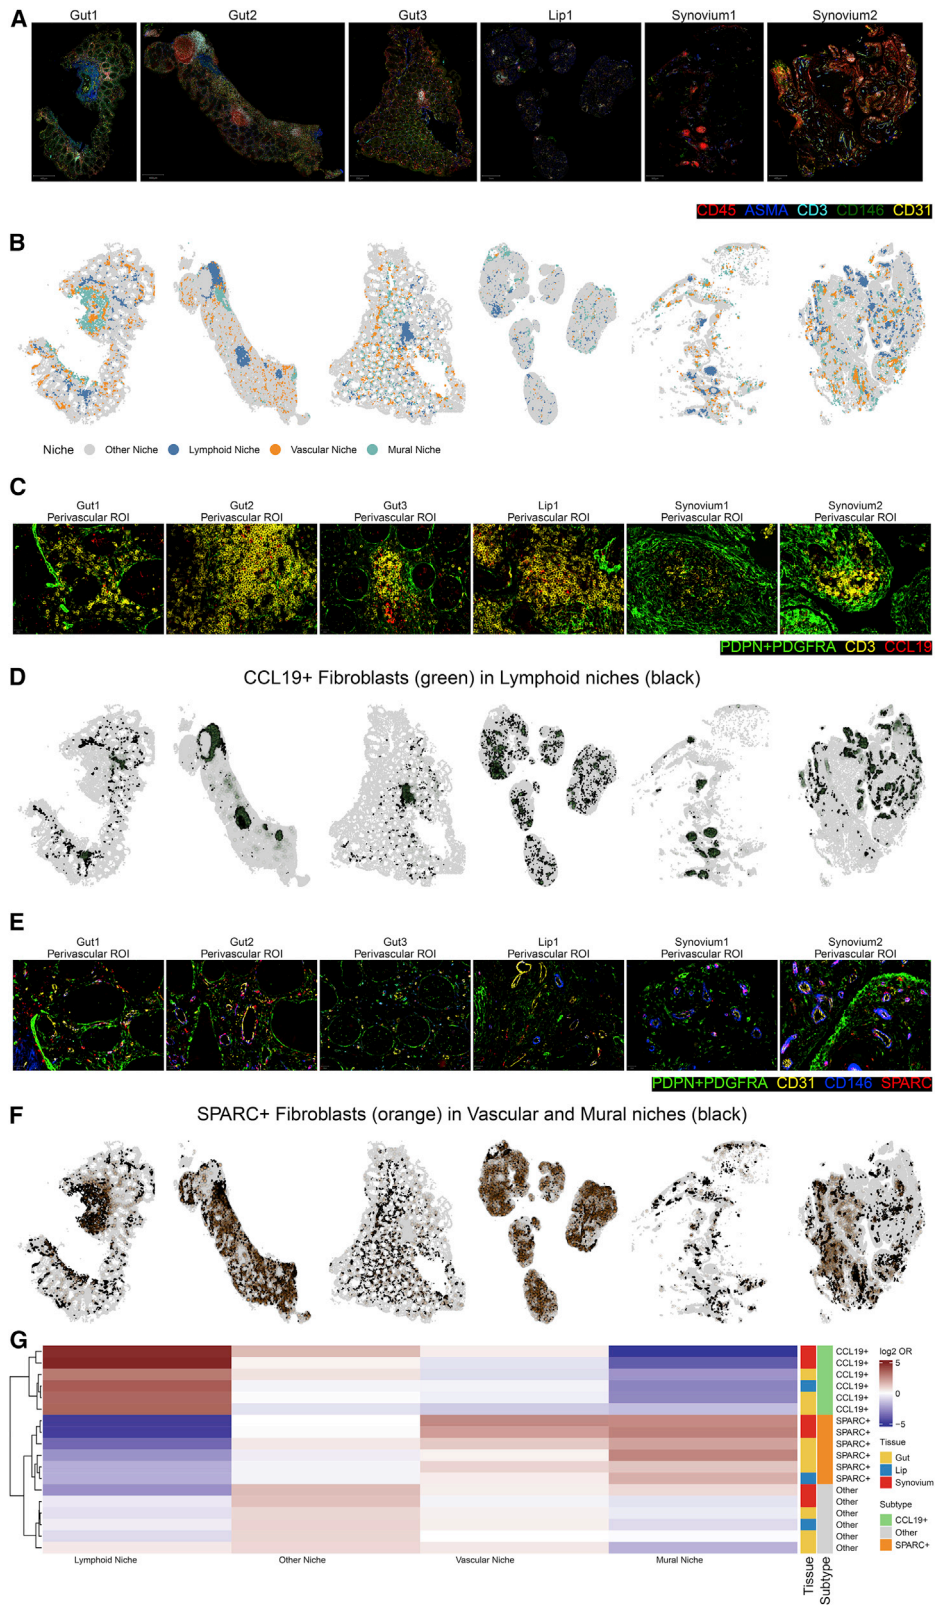 A
Gut1 Gut2 Gut3 Lip1 Synovium1 Synovium2
CD45 ASMA CD3 CD146 CD31
B
Niche Other Niche Lymphoid Niche Vascular Niche Mural Niche
C
Gut1 Gut2 Gut3 Lip1 Synovium1 Synovium2
Perivascular ROI Perivascular ROI Perivascular ROI Perivascular ROI Perivascular ROI Perivascular ROI
PDPN+PDGFRA CD3 CCL19
D
CCL19+ Fibroblasts (green) in Lymphoid niches (black)
E
Gut1 Gut2 Gut3 Lip1 Synovium1 Synovium2
Perivascular ROI Perivascular ROI Perivascular ROI Perivascular ROI Perivascular ROI Perivascular ROI
PDPN+PDGFRA CD31 CD146 SPARC
F
SPARC+ Fibroblasts (orange) in Vascular and Mural niches (black)
G
CCL19+
CCL19+
CCL19+
CCL19+
CCL19+
CCL19+
SPARC+
SPARC+
SPARC+
SPARC+
SPARC+
SPARC+
Other
Other
Other
Other
Other
Other
log2 OR
5
0
−5
Tissue
Gut
Lip
Synovium
Subtype
CCL19+
Other
SPARC+
Lymphoid Niche Other Niche Vascular Niche Mural Niche
Tissue
Subtype